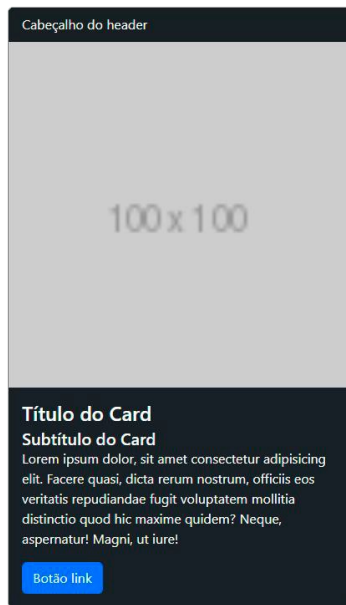 Cabeçalho do header
100 x 100
Título do Card
Subtítulo do Card
Lorem ipsum dolor, sit amet consectetur adipisicing
elit. Facere quasi, dicta rerum nostrum, officiis eos
veritatis repudiandae fugit voluptatem mollitia
distinctio quod hic maxime quidem? Neque,
aspernatur! Magni, ut iure!
Botão link